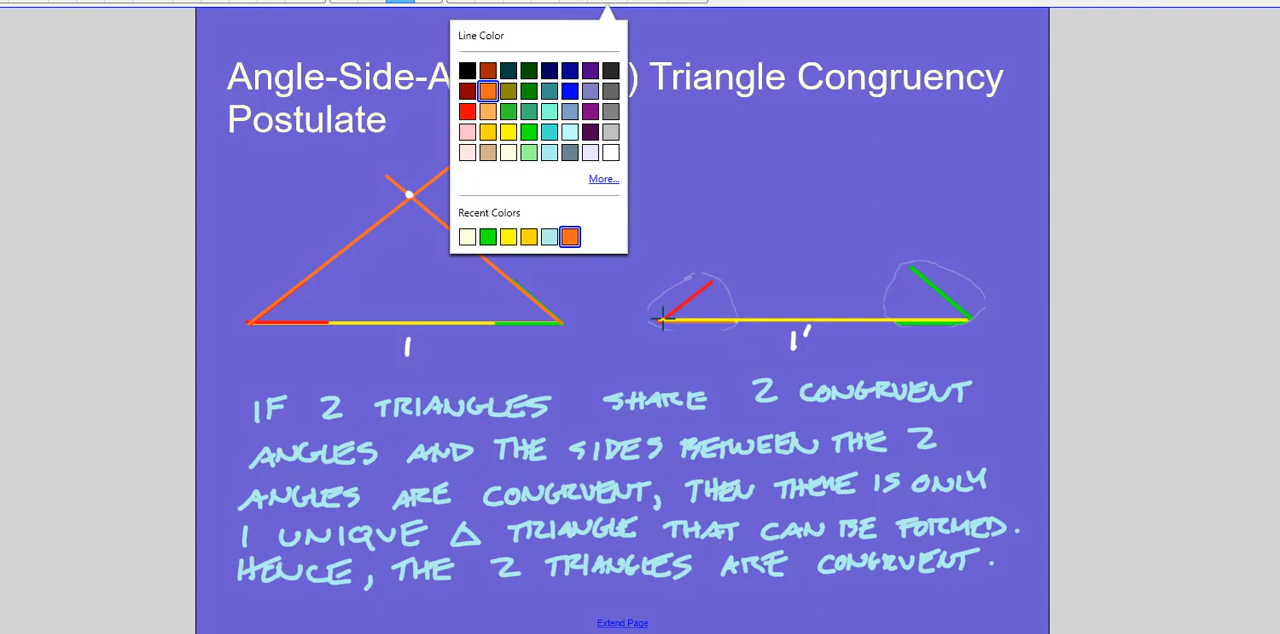 Line Color
Angle-Side-A ) Triangle Congruency
Postulate
More...
Recent Colors
1
1'
IF 2 TRIANGLES SHARE 2 CONGRUENT
ANGLES AND THE SIDES BETWEEN THE 2
ANGLES ARE CONGRUENT, THEN THERE IS ONLY
1 UNIQUE △ TRIANGLE THAT CAN BE FORMED.
HENCE, THE 2 TRIANGLES ARE CONGRUENT.
Extend Page